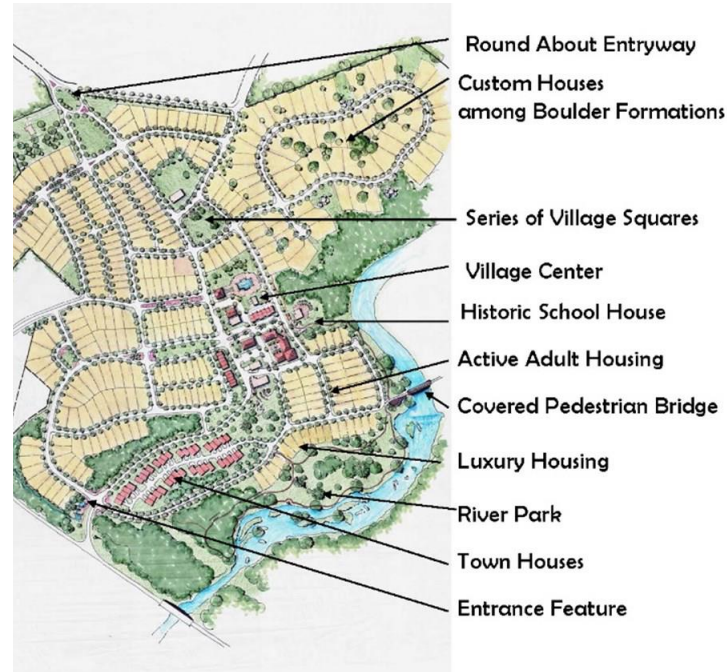 Round About Entryway
Custom Houses
among Boulder Formations
Series of Village Squares
Village Center
Historic School House
Active Adult Housing
Covered Pedestrian Bridge
Luxury Housing
River Park
Town Houses
Entrance Feature